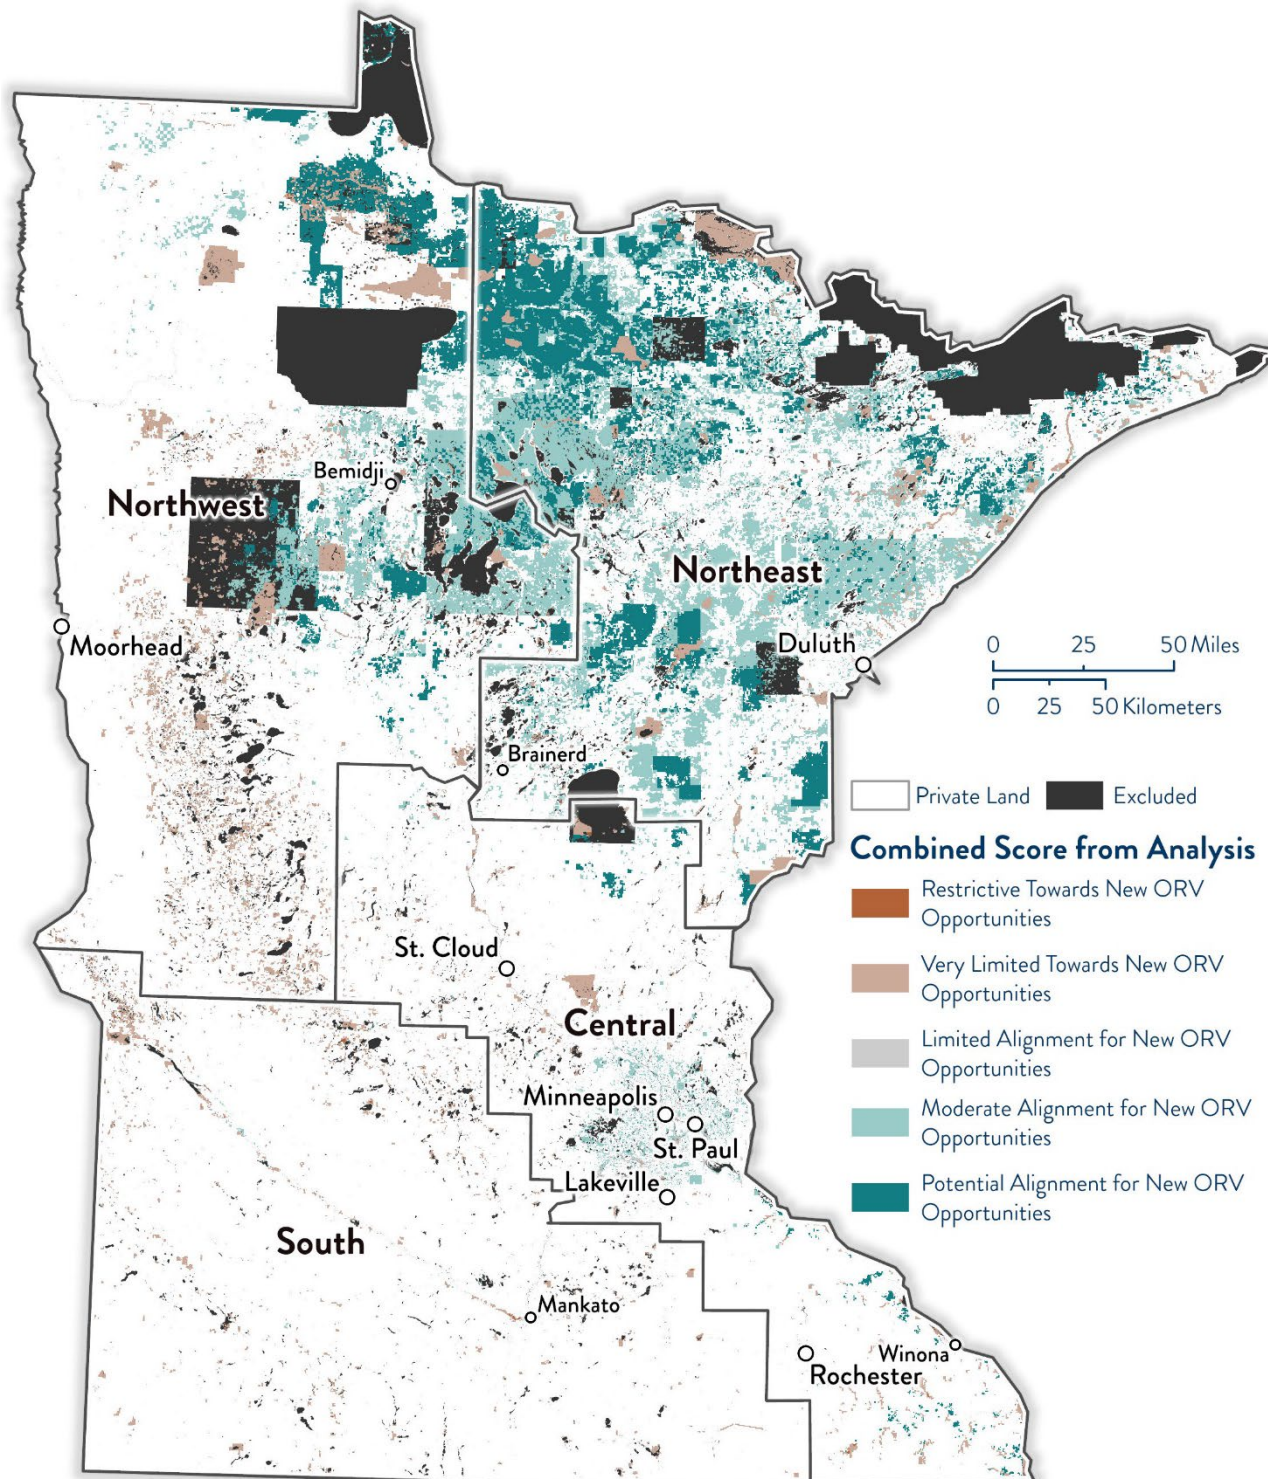 Bemidji
Northwest
Northeast
Moorhead
Duluth
0 25 50 Miles
0 25 50 Kilometers
Brainerd
Private Land Excluded
Combined Score from Analysis
Restrictive Towards New ORV
Opportunities
St. Cloud
Very Limited Towards New ORV
Opportunities
Central
Limited Alignment for New ORV
Opportunities
Minneapolis
Moderate Alignment for New ORV
Opportunities
St. Paul
Lakeville
Potential Alignment for New ORV
Opportunities
South
Mankato
Winona
Rochester